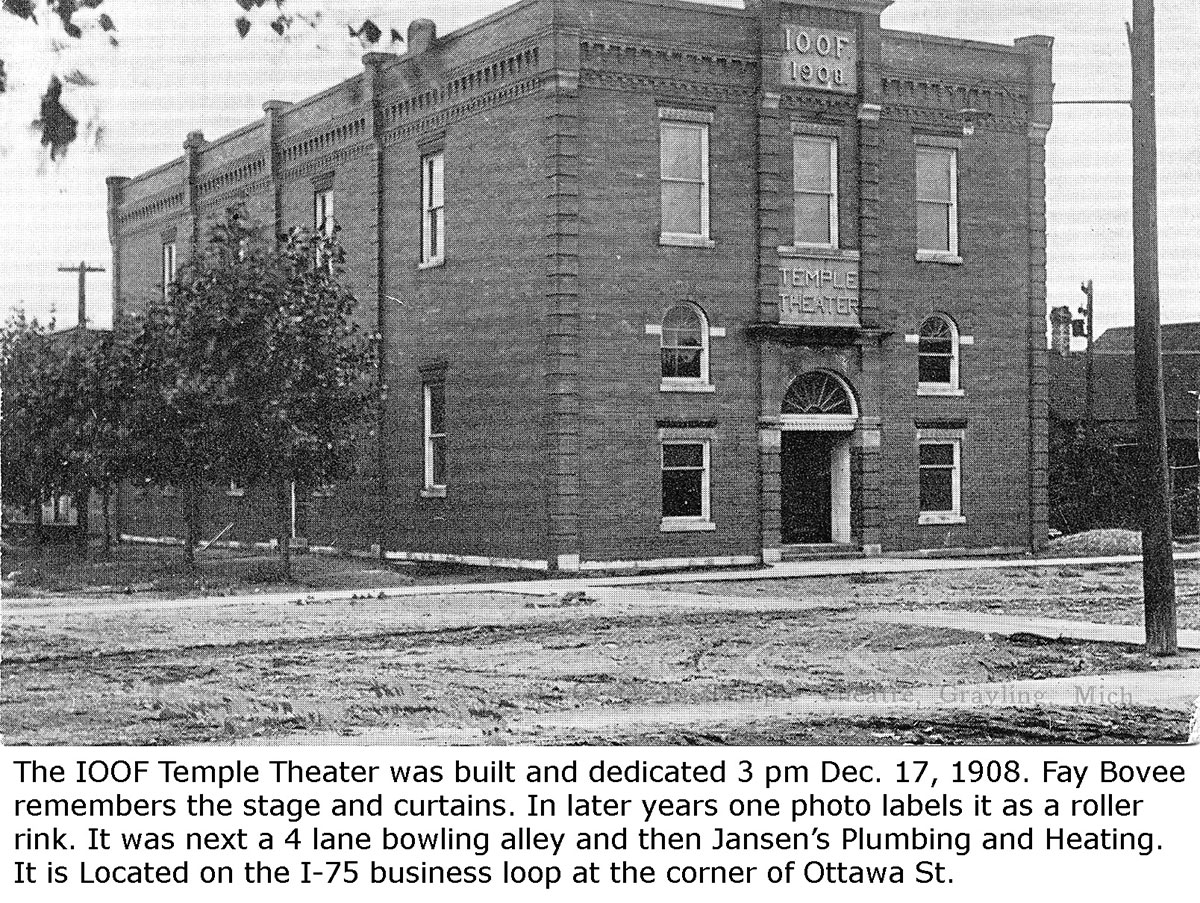 IOOF
1908
TEMPLE
THEATER
Theatre, Grayling, Mich
The IOOF Temple Theater was built and dedicated 3 pm Dec. 17, 1908. Fay Bovee
remembers the stage and curtains. In later years one photo labels it as a roller
rink. It was next a 4 lane bowling alley and then Jansen’s Plumbing and Heating.
It is Located on the I-75 business loop at the corner of Ottawa St.